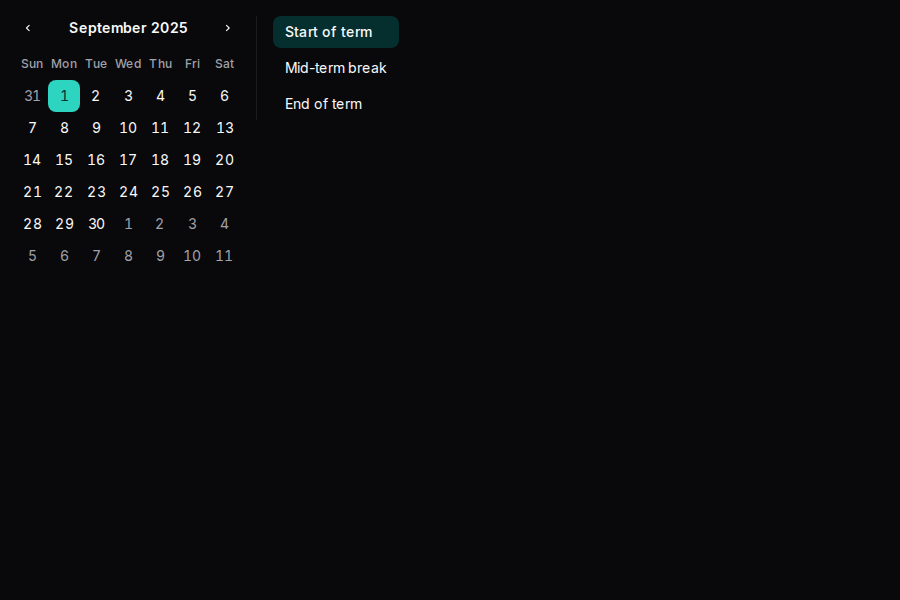 September 2025
Sun Mon Tue Wed Thu Fri Sat
31 1 2 3 4 5 6
7 8 9 10 11 12 13
14 15 16 17 18 19 20
21 22 23 24 25 26 27
28 29 30 1 2 3 4
5 6 7 8 9 10 11
Start of term
Mid-term break
End of term